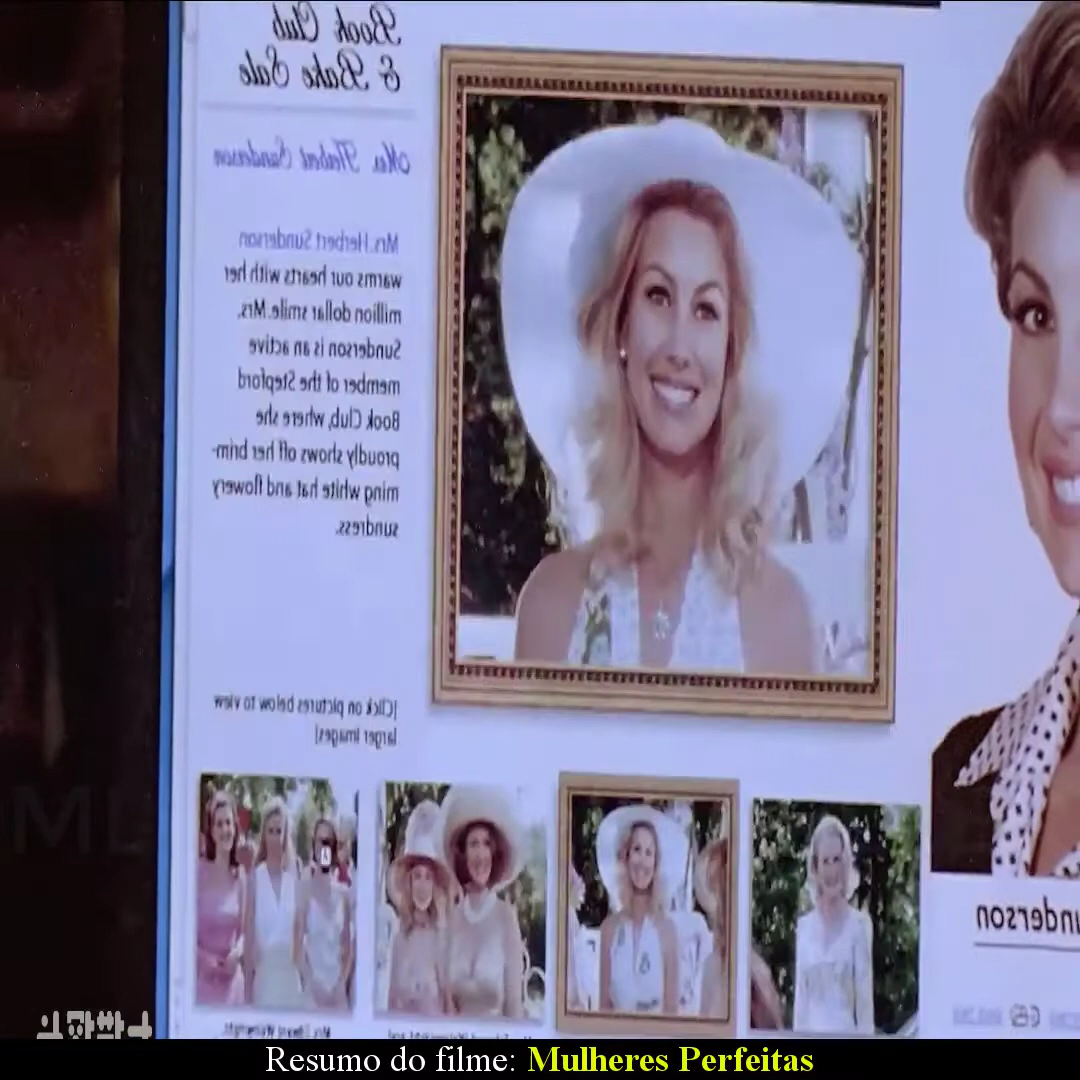 Book Club
& Bake Sale
Mrs. Herbert Sunderson
Mrs. Herbert Sunderson
warms our hearts with her
million dollar smile. Mrs.
Sunderson is an active
member of the Stepford
Book Club, where she
proudly shows off her brim-
ming white hat and flowery
sundress.
[Click on pictures below to view
larger images]
nderson
Resumo do filme: Mulheres Perfeitas